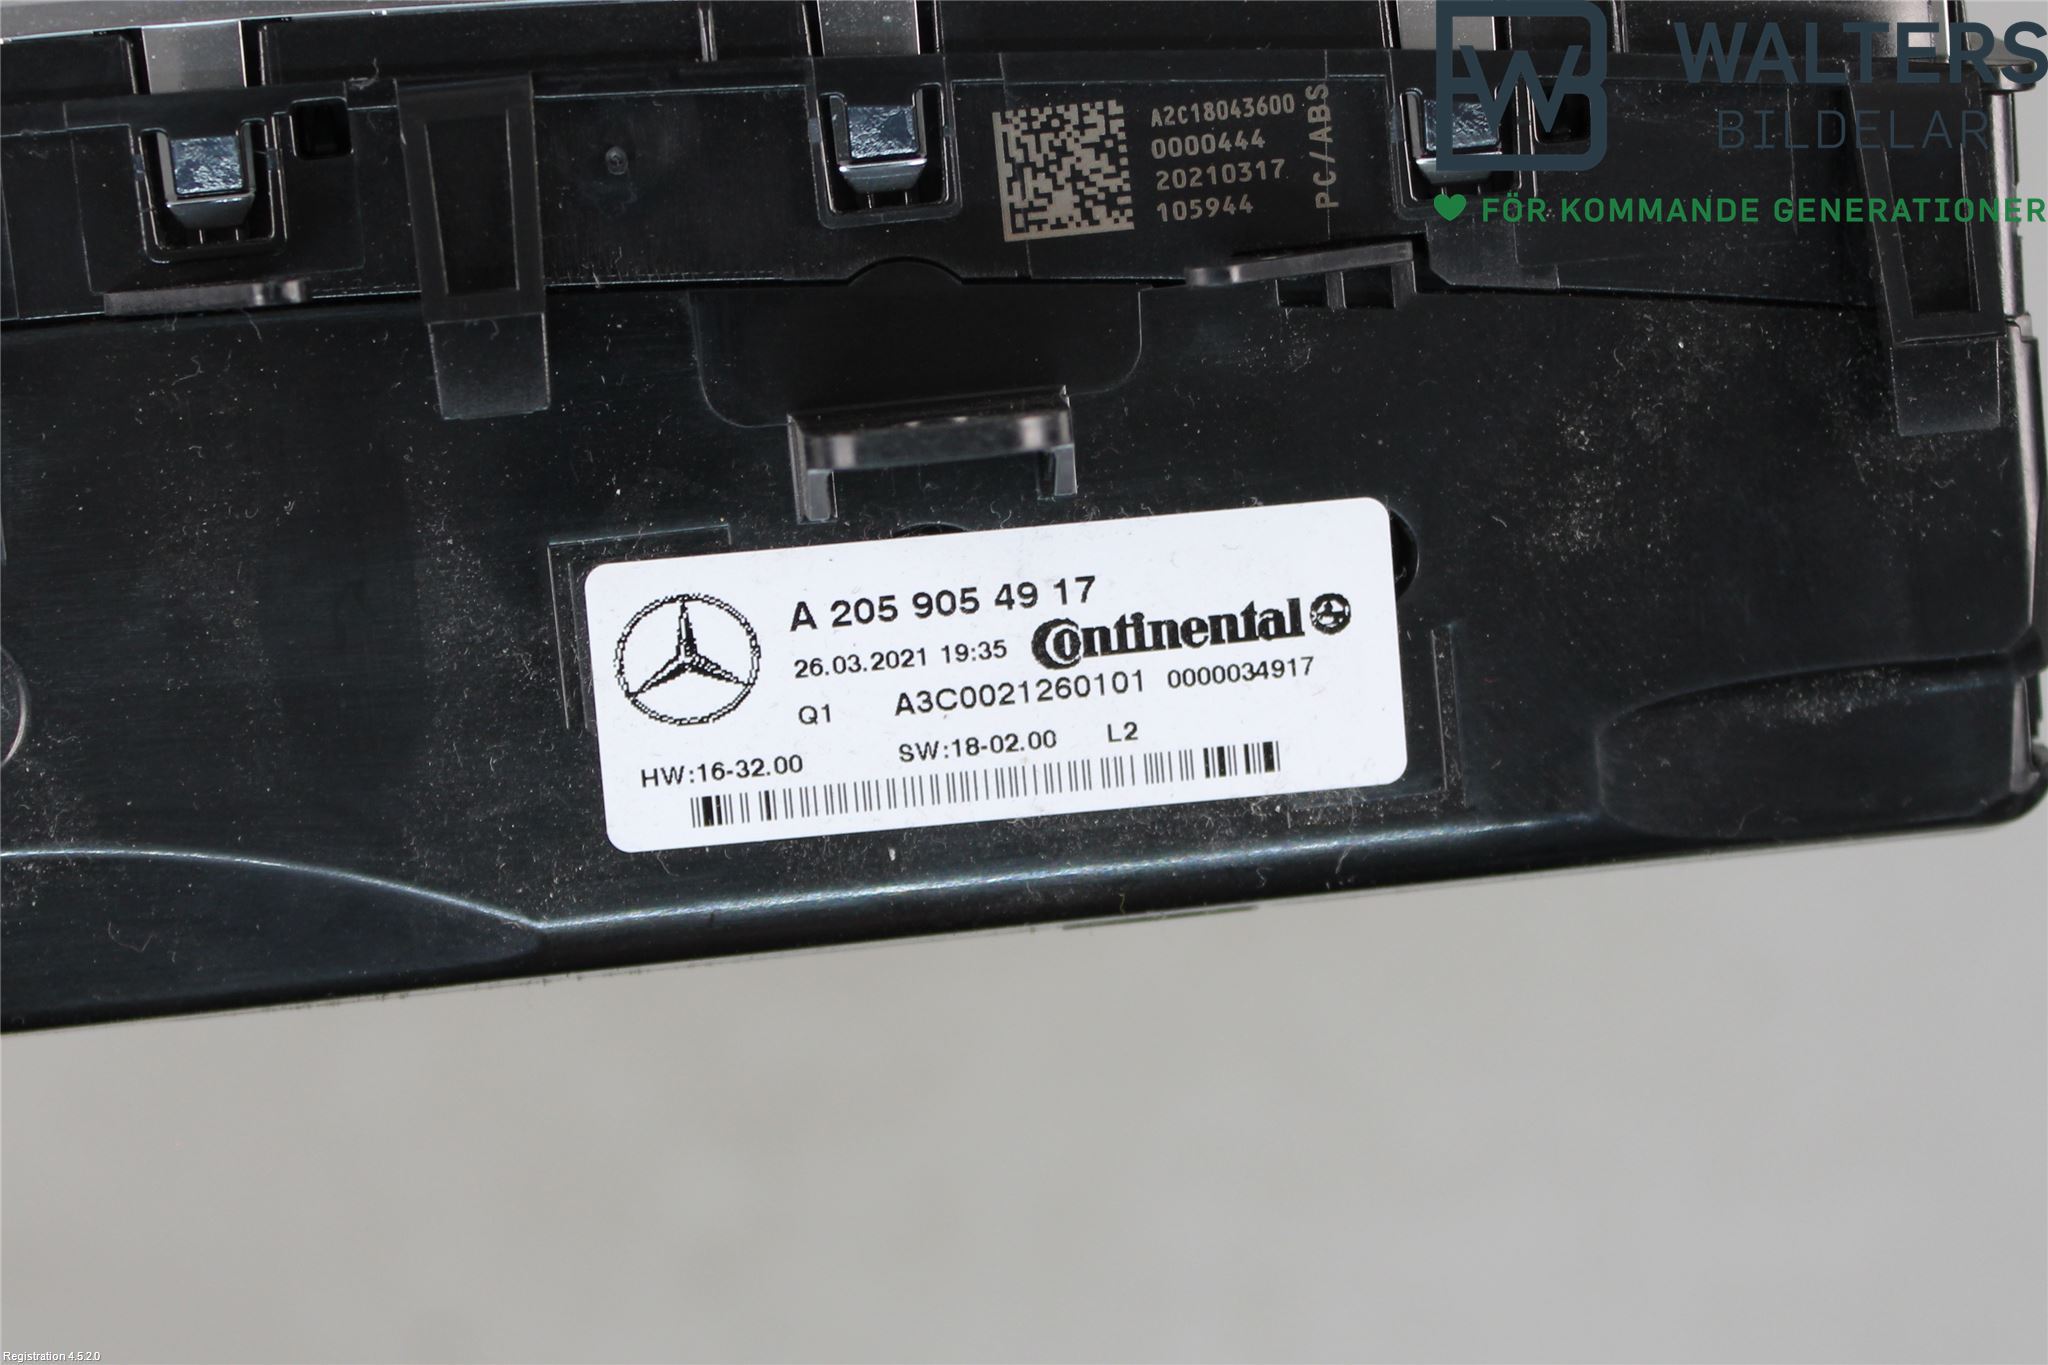 WALTERS
BILDELAR
FÖR KOMMANDE GENERATIONER
A2C18043600
0000444
20210317
105944
PC/ABS
A 205 905 49 17
26.03.2021 19:35 Continental
Q1 A3C0021260101 0000034917
HW:16-32.00 SW:18-02.00 L2
Registration 4.5.2.0